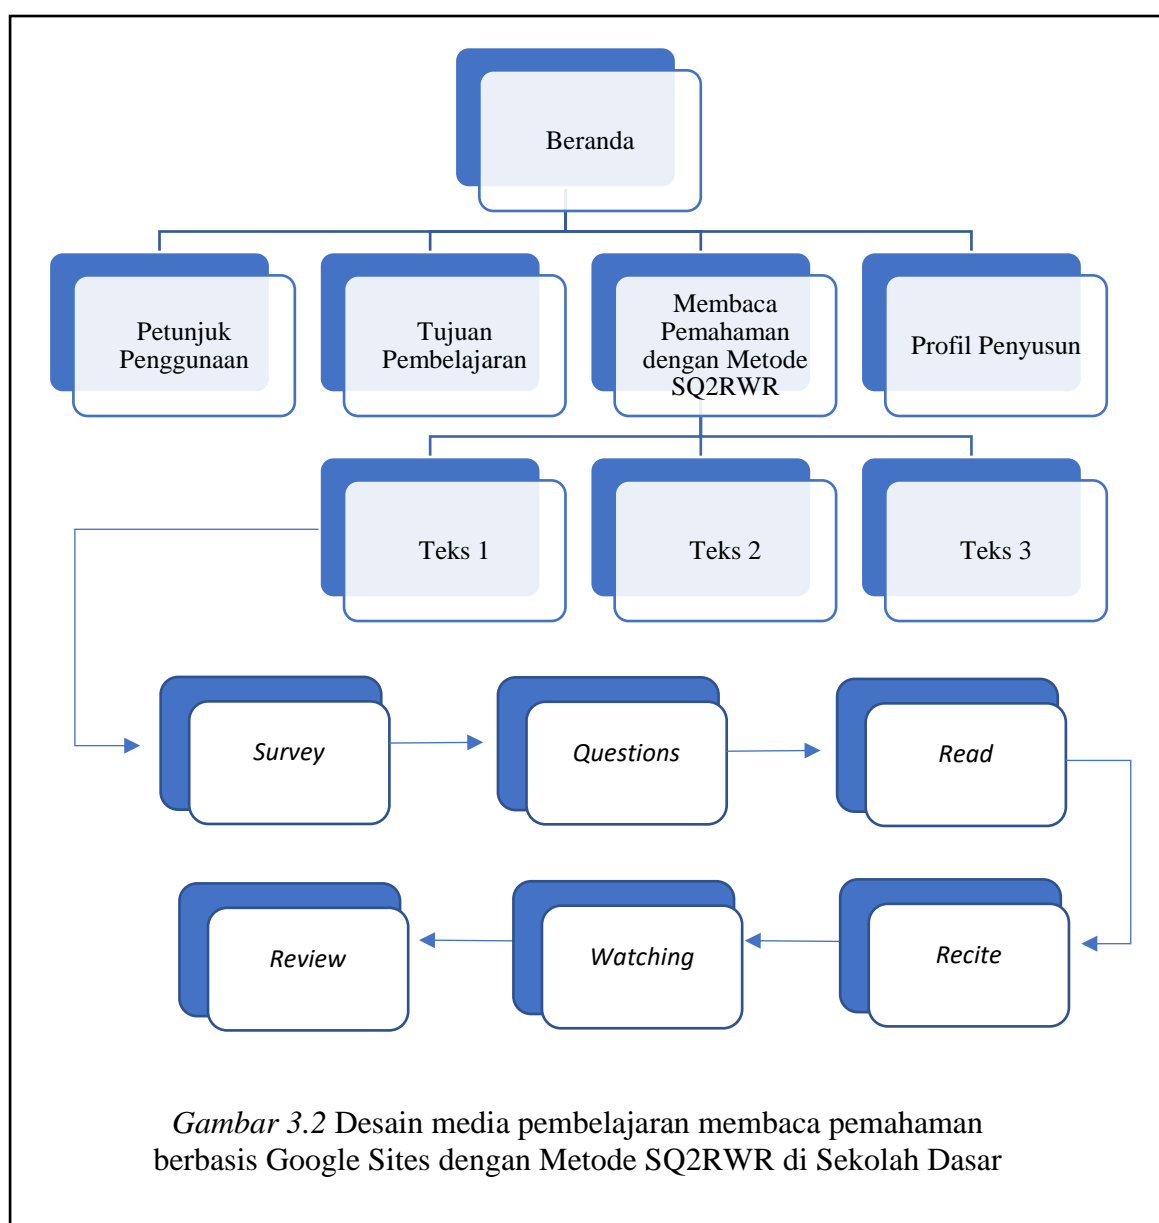 Beranda
Petunjuk
Penggunaan
Tujuan
Pembelajaran
Membaca
Pemahaman
dengan Metode
SQ2RWR
Profil Penyusun
Teks 1
Teks 2
Teks 3
Survey
Questions
Read
Recite
Watching
Review
Gambar 3.2 Desain media pembelajaran membaca pemahaman
berbasis Google Sites dengan Metode SQ2RWR di Sekolah Dasar